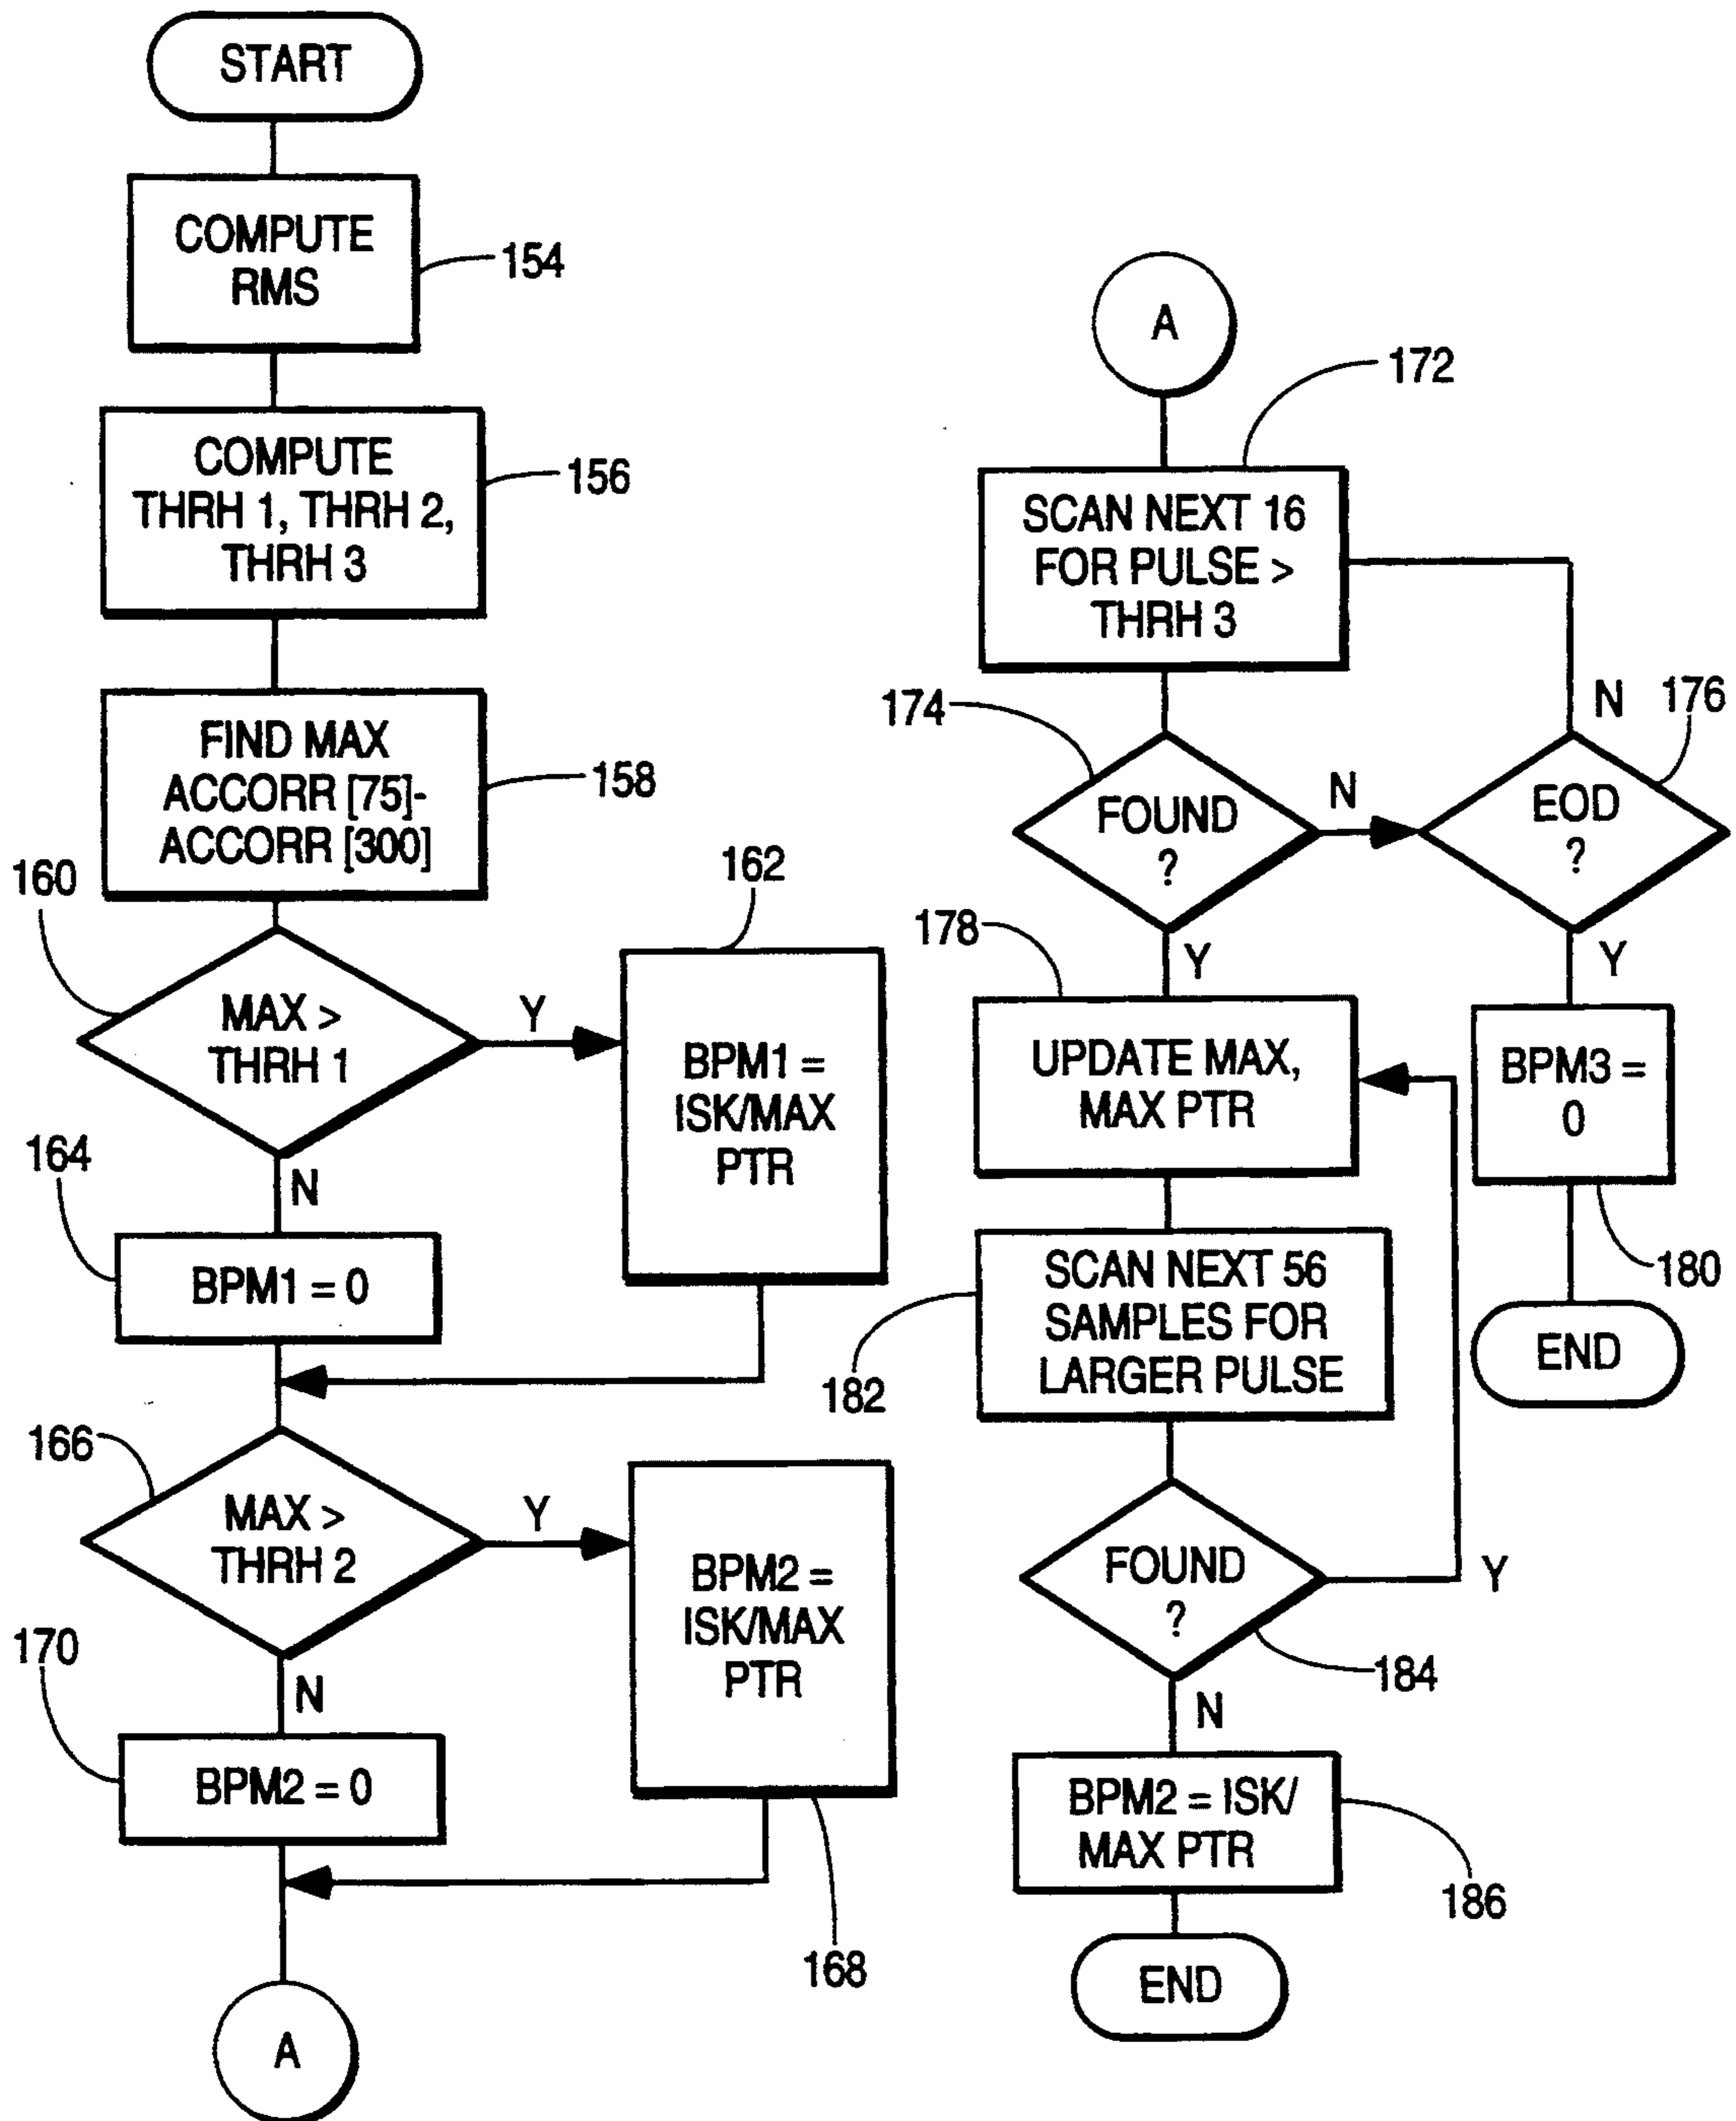 START
COMPUTE
RMS
154
COMPUTE
THRH 1, THRH 2,
THRH 3
156
FIND MAX
ACCORR [75]-
ACCORR [300]
158
160
MAX >
THRH 1
Y
N
162
BPM1 =
ISK/MAX
PTR
164
BPM1 = 0
166
MAX >
THRH 2
Y
N
BPM2 =
ISK/MAX
PTR
168
170
BPM2 = 0
A
A
172
SCAN NEXT 16
FOR PULSE >
THRH 3
174
FOUND
?
N
Y
N
176
EOD
?
Y
178
UPDATE MAX,
MAX PTR
BPM3 =
0
180
END
SCAN NEXT 56
SAMPLES FOR
LARGER PULSE
182
FOUND
?
Y
184
N
BPM2 = ISK/
MAX PTR
186
END